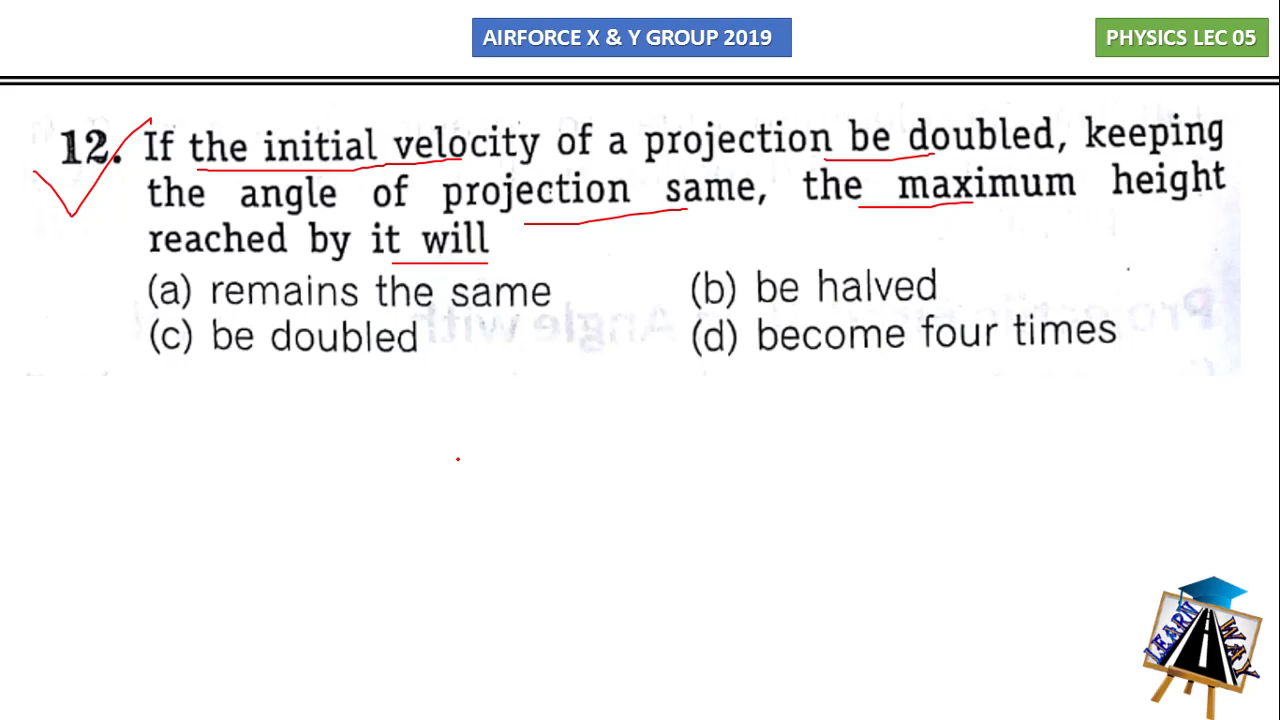 AIRFORCE X & Y GROUP 2019
PHYSICS LEC 05
12. If the initial velocity of a projection be doubled, keeping
the angle of projection same, the maximum height
reached by it will
(a) remains the same (b) be halved
(c) be doubled (d) become four times
LEARN WAY